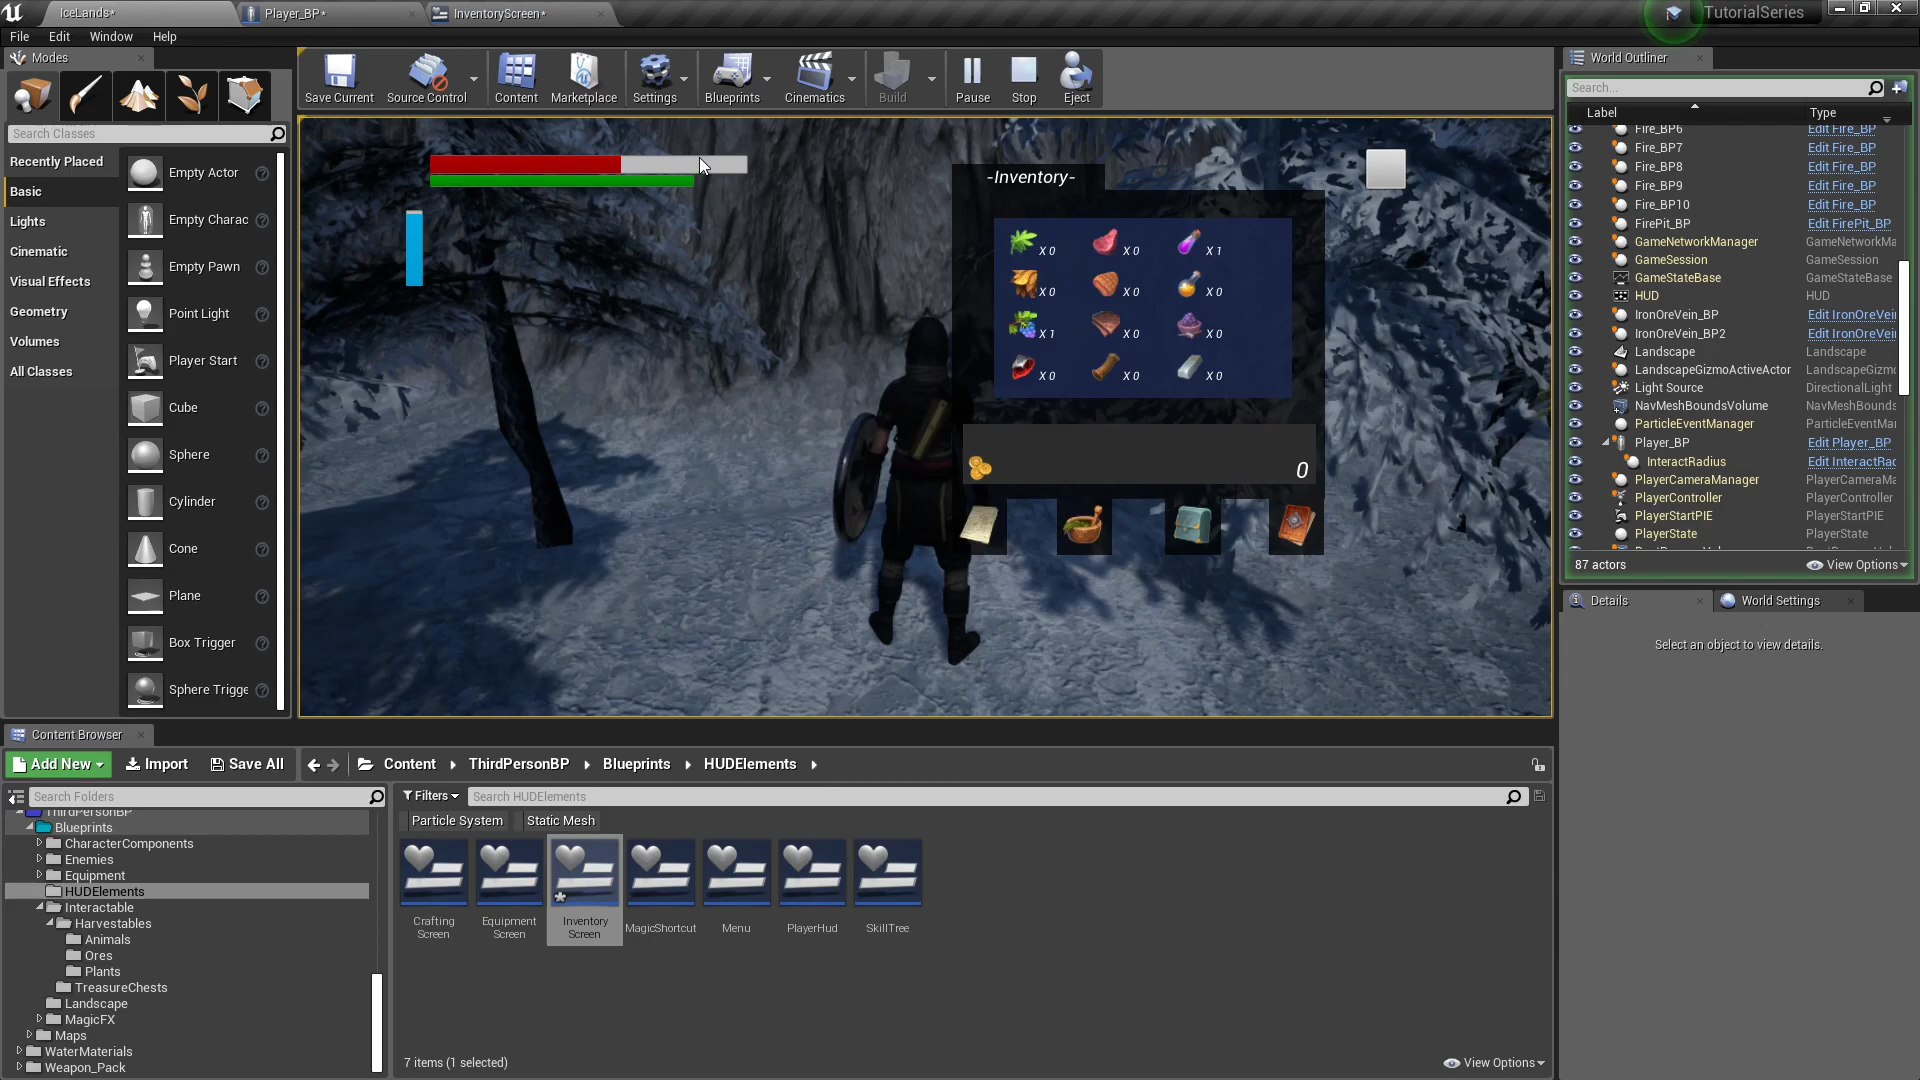 IceLands*
Player_BP*
InventoryScreen*
TutorialSeries
File Edit Window Help
Modes
Save Current
Source Control
Content
Marketplace
Settings
Blueprints
Cinematics
Build
Pause
Stop
Eject
Search Classes
Recently Placed
Basic
Lights
Cinematic
Visual Effects
Geometry
Volumes
All Classes
Empty Actor
Empty Charac
Empty Pawn
Point Light
Player Start
Cube
Sphere
Cylinder
Cone
Plane
Box Trigger
Sphere Trigge
-Inventory-
X 0 X 0 X 1
X 0 X 0 X 0
X 1 X 0 X 0
X 0 X 0 X 0
0
World Outliner
Search...
Label Type
Fire_BP6 Edit Fire_BP
Fire_BP7 Edit Fire_BP
Fire_BP8 Edit Fire_BP
Fire_BP9 Edit Fire_BP
Fire_BP10 Edit Fire_BP
FirePit_BP Edit FirePit_BP
GameNetworkManager GameNetworkMa
GameSession GameSession
GameStateBase GameStateBase
HUD HUD
IronOreVein_BP Edit IronOreVei
IronOreVein_BP2 Edit IronOreVei
Landscape Landscape
LandscapeGizmoActiveActor LandscapeGizmo
Light Source DirectionalLight
NavMeshBoundsVolume NavMeshBounds
ParticleEventManager ParticleEventMa
Player_BP Edit Player_BP
InteractRadius Edit InteractRac
PlayerCameraManager PlayerCameraMa
PlayerController PlayerController
PlayerStartPIE PlayerStartPIE
PlayerState PlayerState
87 actors View Options
Details World Settings
Select an object to view details.
Content Browser
Add New Import Save All Content ThirdPersonBP Blueprints HUDElements
Search Folders
Filters Search HUDElements
Particle System Static Mesh
ThirdPersonBP
Blueprints
CharacterComponents
Enemies
Equipment
HUDElements
Interactable
Harvestables
Animals
Ores
Plants
TreasureChests
Landscape
MagicFX
Maps
WaterMaterials
Weapon_Pack
Crafting
Screen
Equipment
Screen
Inventory
Screen
MagicShortcut
Menu
PlayerHud
SkillTree
7 items (1 selected) View Options